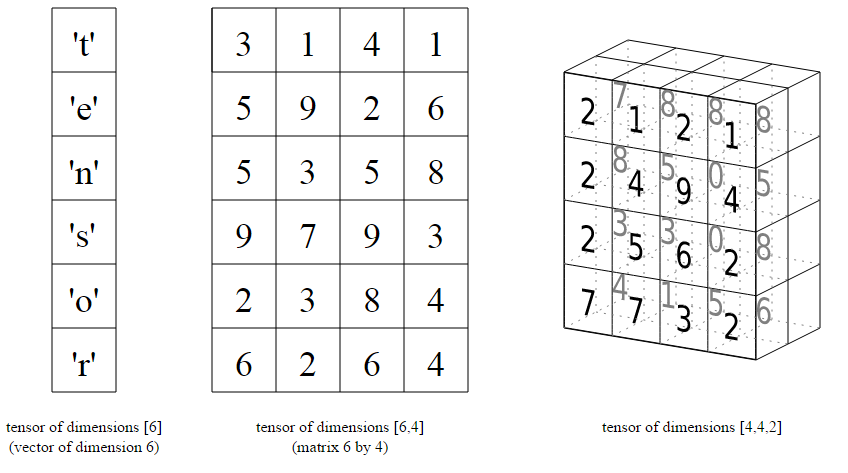 't'
'e'
'n'
's'
'o'
'r'
tensor of dimensions [6]
(vector of dimension 6)
3 1 4 1
5 9 2 6
5 3 5 8
9 7 9 3
2 3 8 4
6 2 6 4
tensor of dimensions [6,4]
(matrix 6 by 4)
2 7 1 8 2 8 1 8
2 8 4 5 9 0 4 5
2 3 5 3 6 0 2 8
7 4 7 1 3 5 2 6
tensor of dimensions [4,4,2]